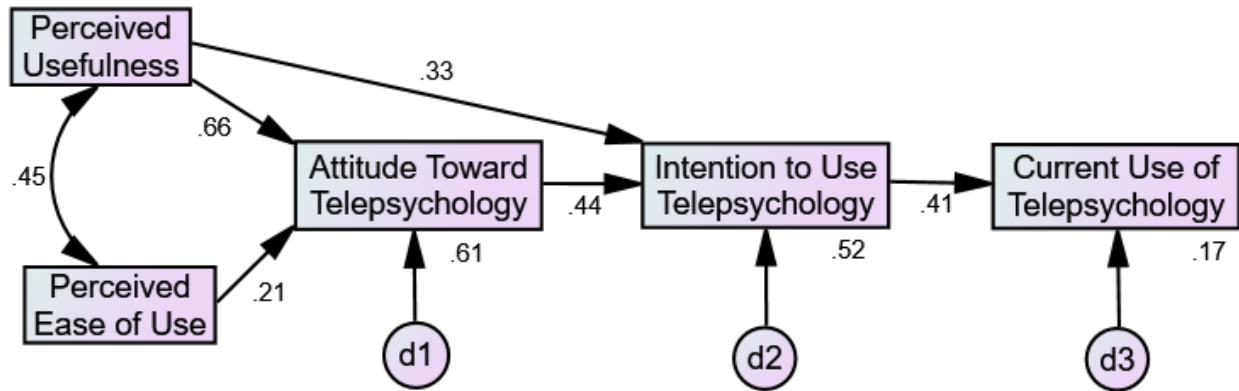 Perceived
Usefulness
.33
.66
.45
Attitude Toward
Telepsychology
.44
Intention to Use
Telepsychology
.41
Current Use of
Telepsychology
.61
.52
.17
Perceived
Ease of Use
.21
d1
d2
d3